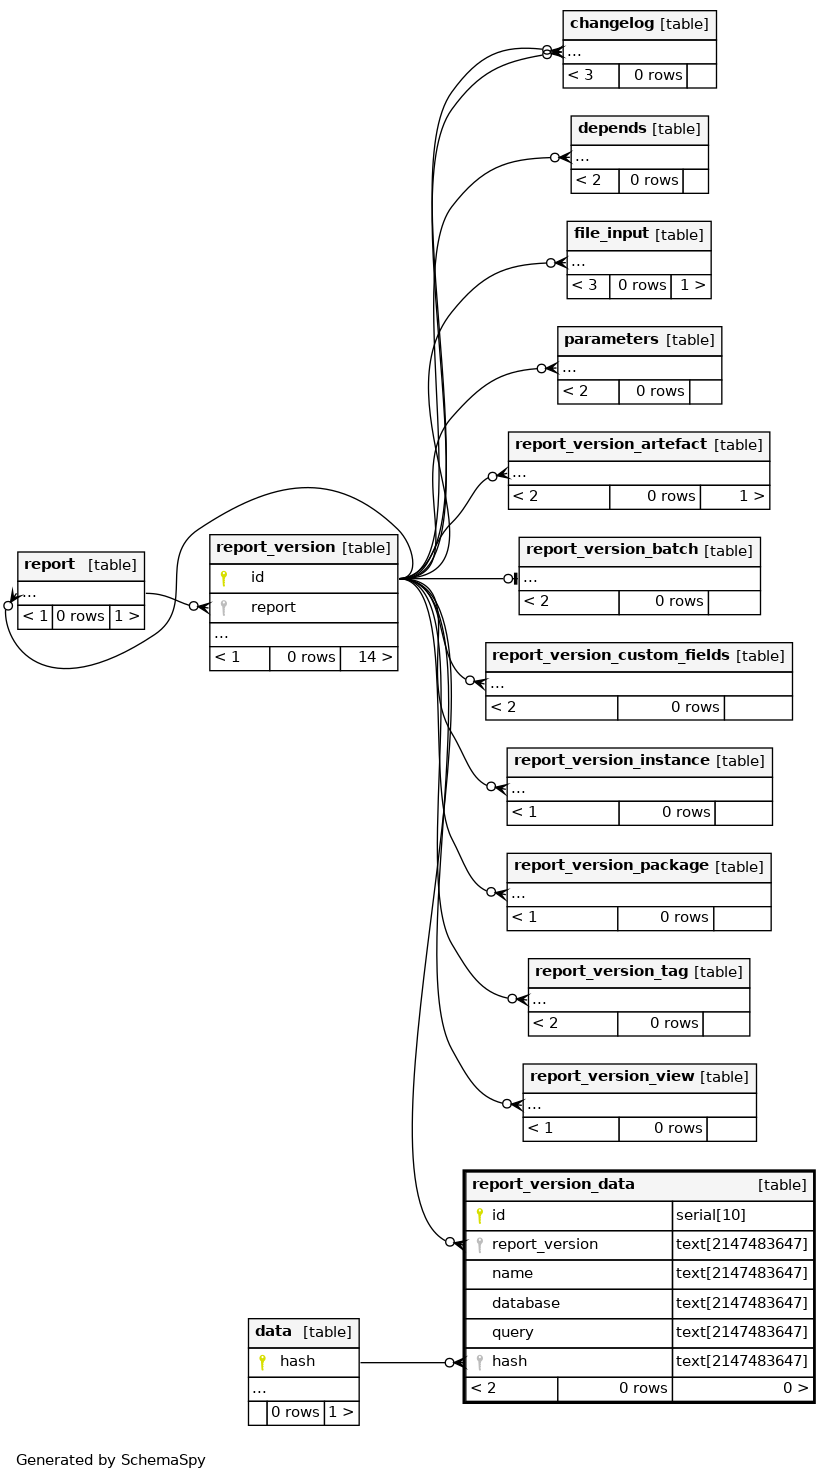 changelog [table]
...
< 3 0 rows
depends [table]
...
< 2 0 rows
file_input [table]
...
< 3 0 rows 1 >
parameters [table]
...
< 2 0 rows
report_version_artefact [table]
...
< 2 0 rows 1 >
report_version_batch [table]
...
< 2 0 rows
report [table]
...
< 1 0 rows 1 >
report_version [table]
id
report
...
< 1 0 rows 14 >
report_version_custom_fields [table]
...
< 2 0 rows
report_version_instance [table]
...
< 1 0 rows
report_version_package [table]
...
< 1 0 rows
report_version_tag [table]
...
< 2 0 rows
report_version_view [table]
...
< 1 0 rows
report_version_data [table]
id serial[10]
report_version text[2147483647]
name text[2147483647]
database text[2147483647]
query text[2147483647]
hash text[2147483647]
< 2 0 rows 0 >
data [table]
hash
...
0 rows 1 >
Generated by SchemaSpy